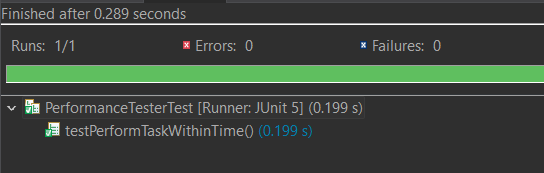 Finished after 0.289 seconds
Runs: 1/1 Errors: 0 Failures: 0
PerformanceTesterTest [Runner: JUnit 5] (0.199 s)
testPerformTaskWithinTime() (0.199 s)